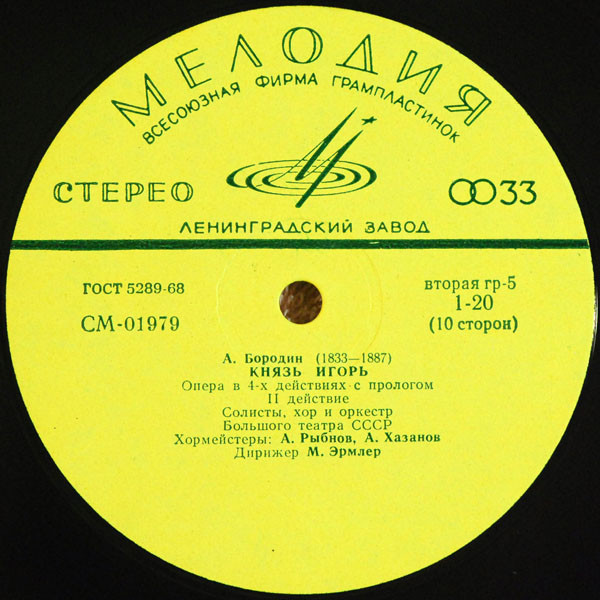 МЕЛОДИЯ
ВСЕСОЮЗНАЯ ФИРМА ГРАМПЛАСТИНОК
СТЕРЕО
33
ЛЕНИНГРАДСКИЙ ЗАВОД
ГОСТ 5289-68
вторая гр-5
СМ-01979
1-20
(10 сторон)
А. Бородин (1833—1887)
КНЯЗЬ ИГОРЬ
Опера в 4-х действиях с прологом
II действие
Солисты, хор и оркестр
Большого театра СССР
Хормейстеры: А. Рыбнов, А. Хазанов
Дирижер М. Эрмлер